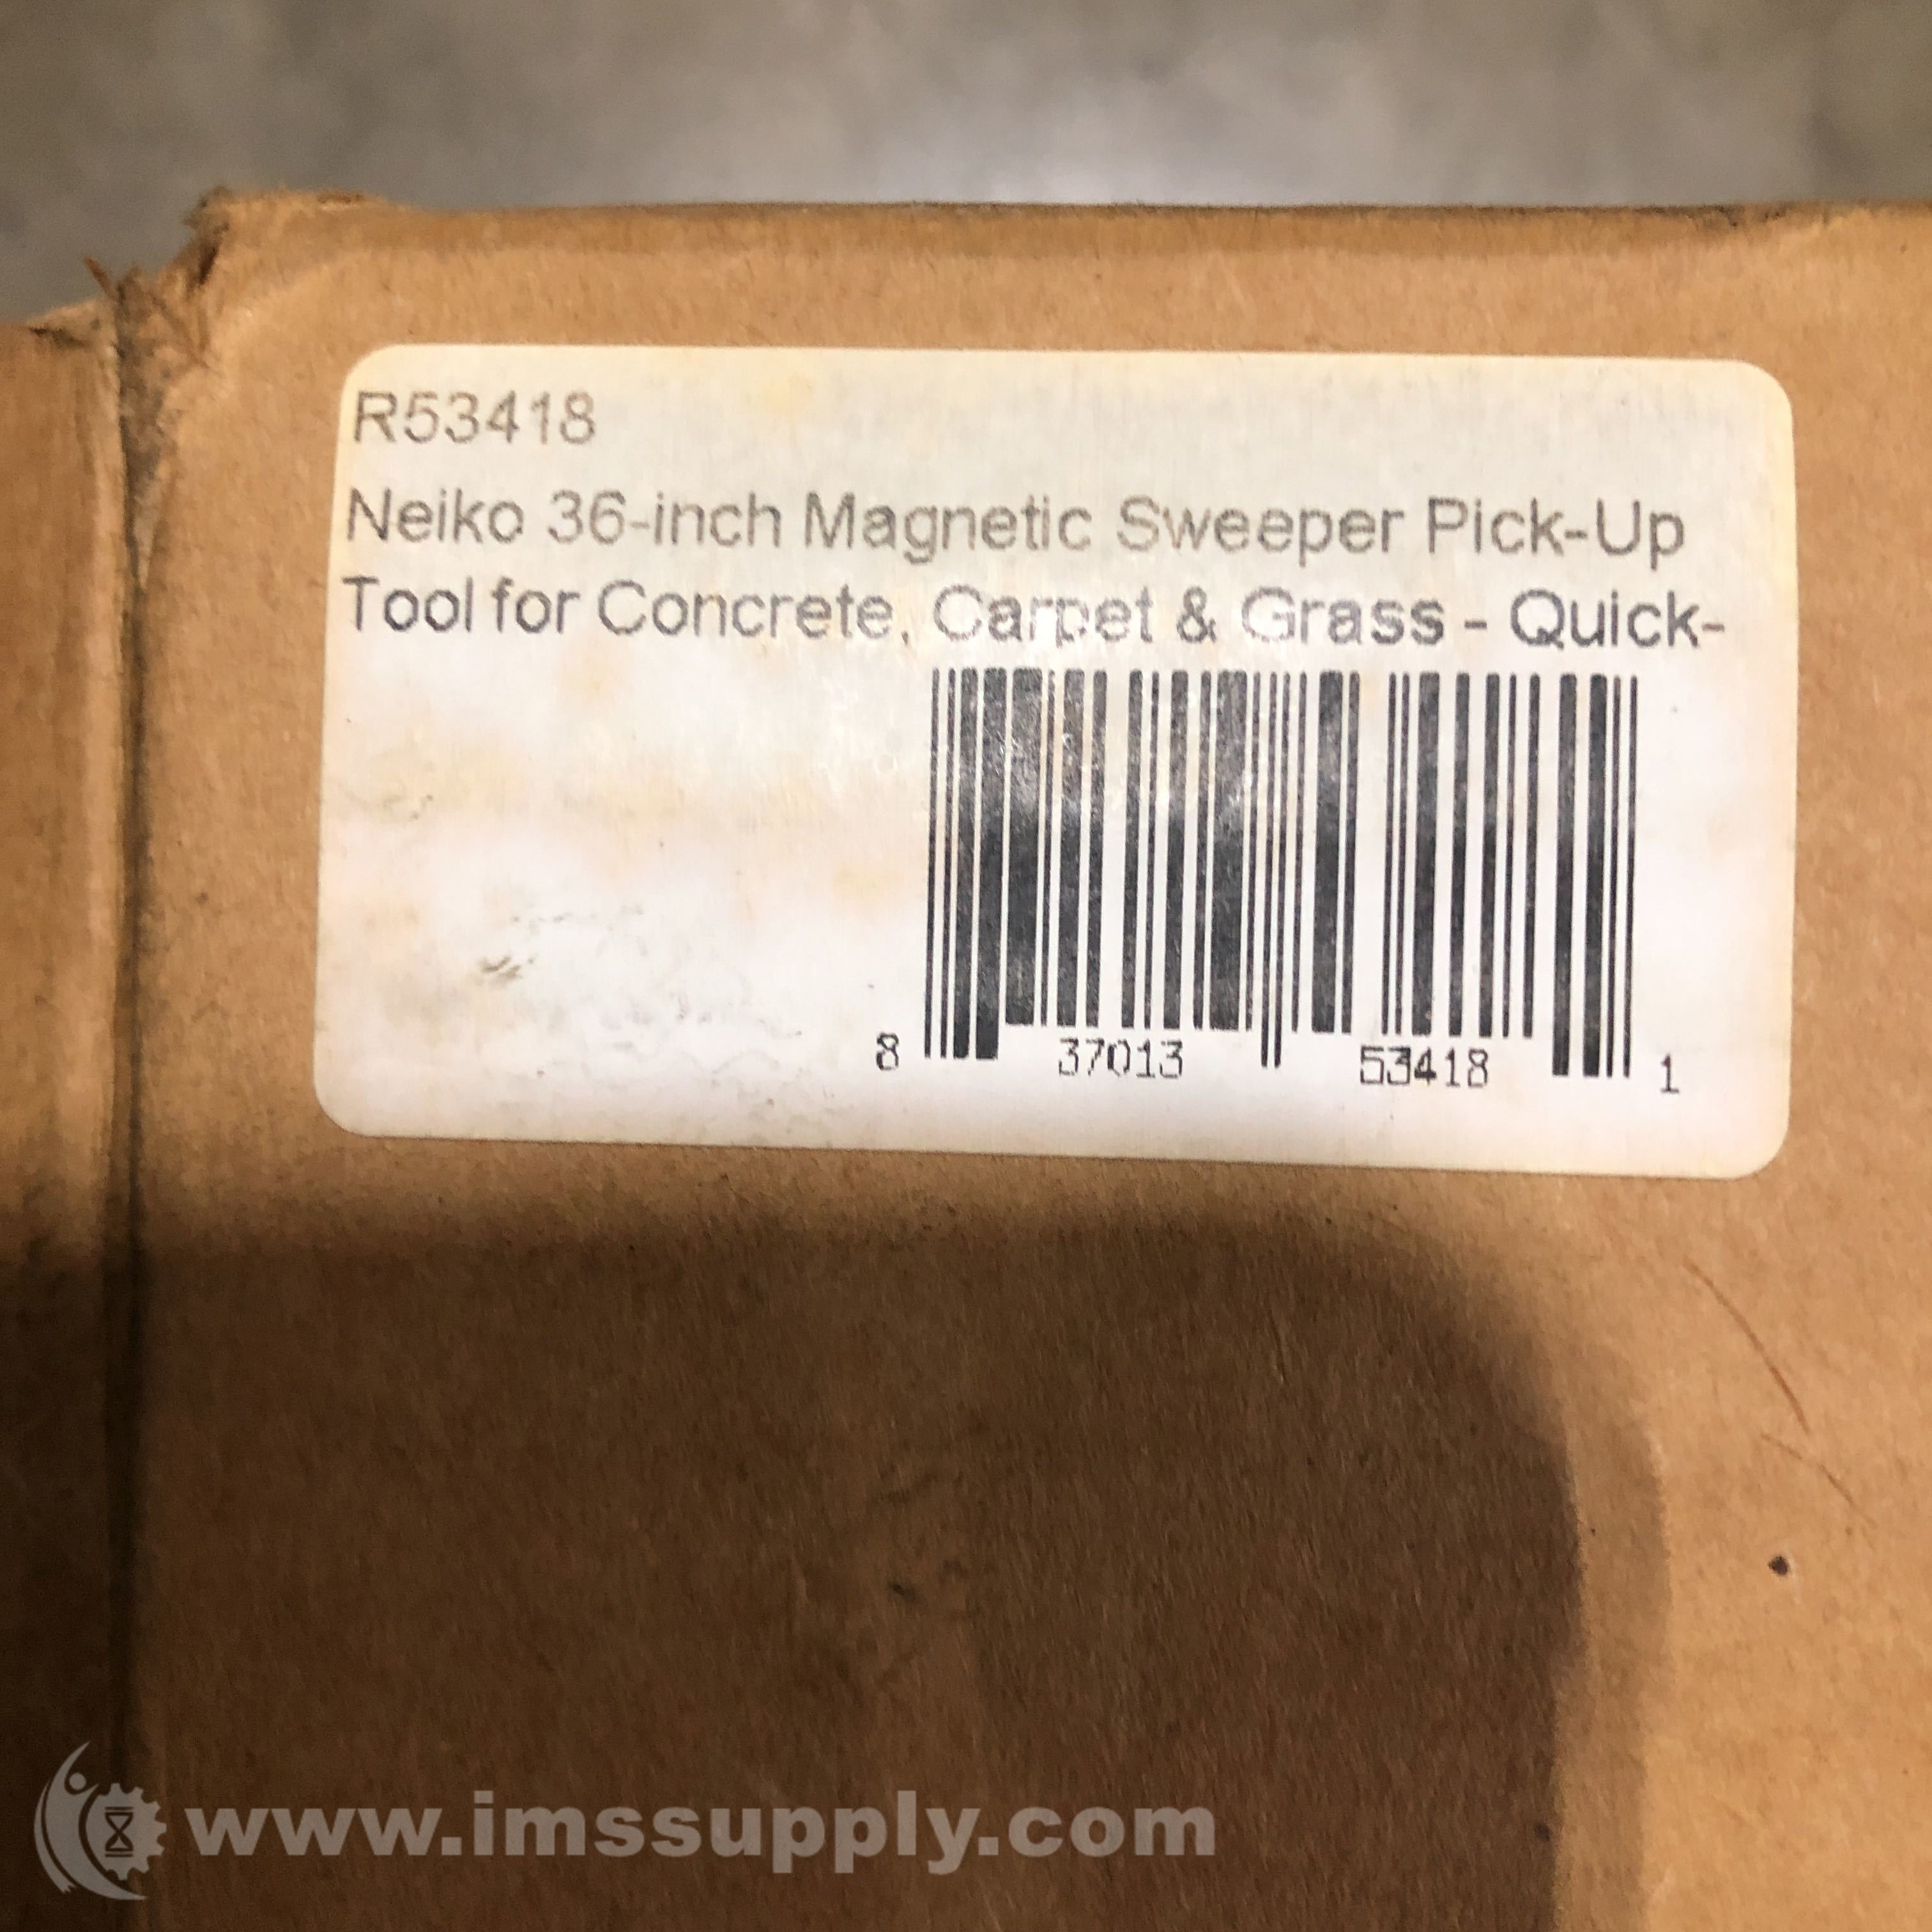 R53418
Neiko 36-inch Magnetic Sweeper Pick-Up
Tool for Concrete, Carpet & Grass - Quick-
8 37013 53418 1
www.imssupply.com